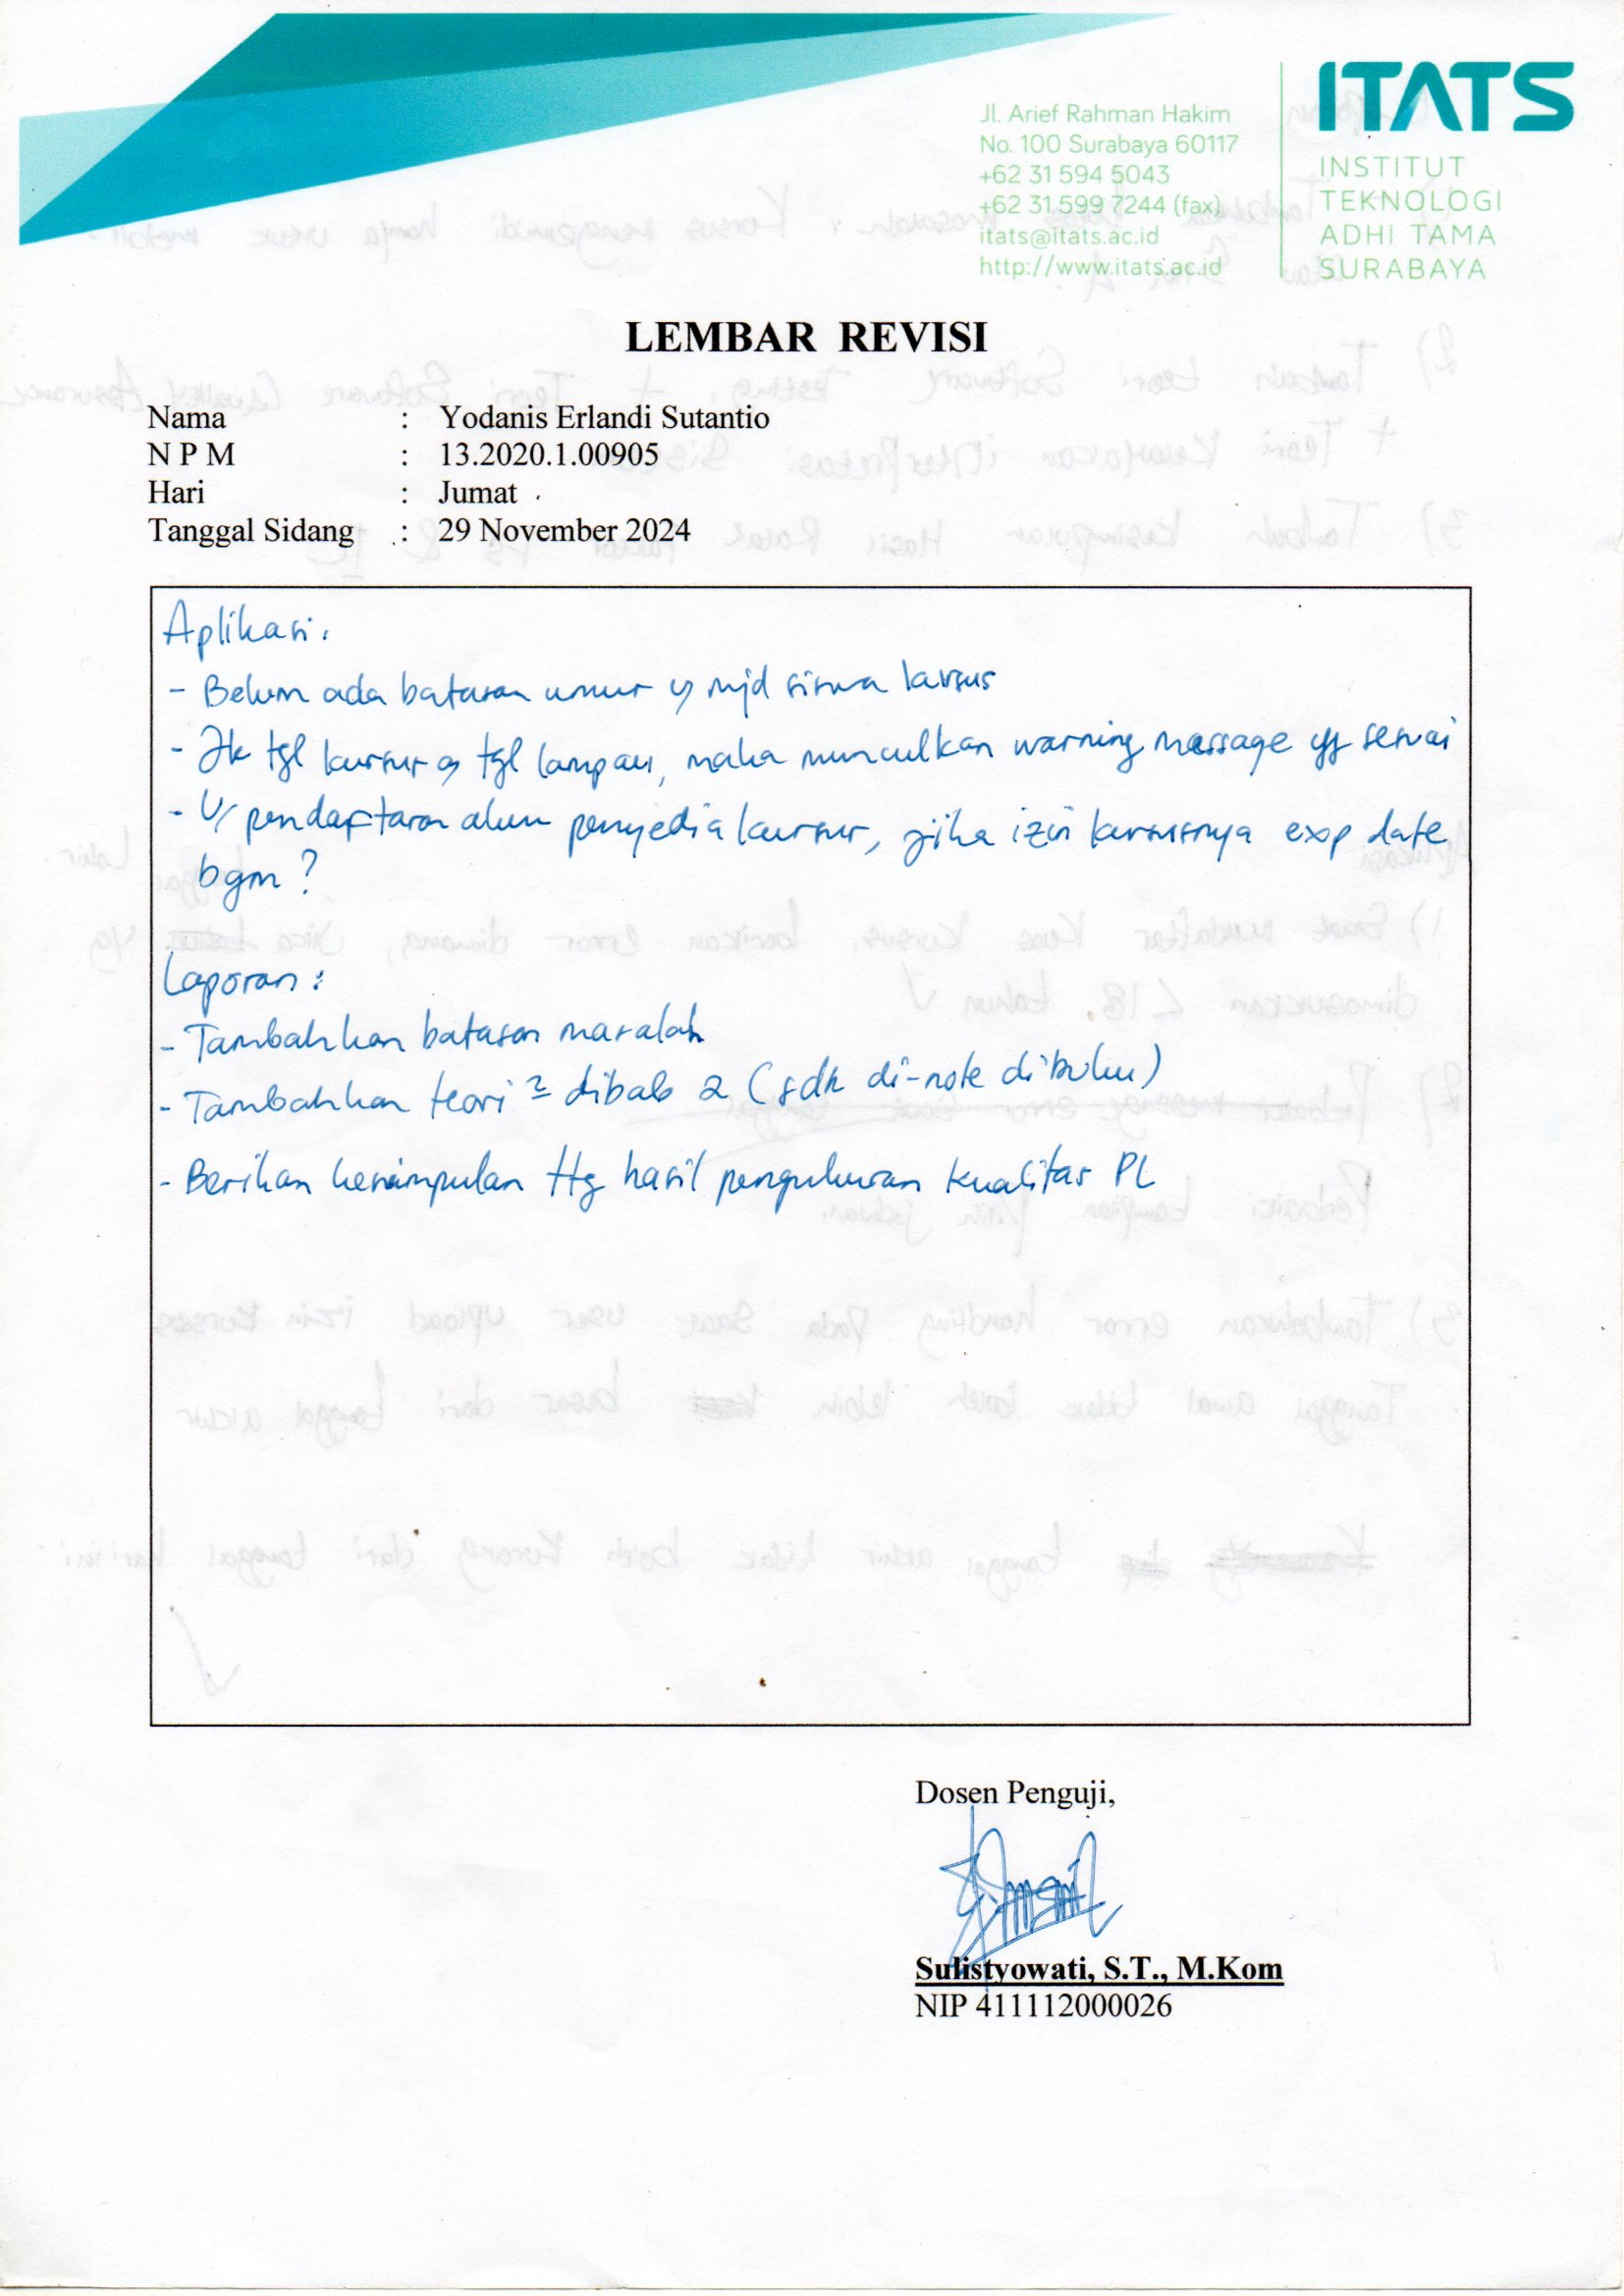 ITATS
INSTITUT
TEKNOLOGI
ADHI TAMA
SURABAYA
Jl. Arief Rahman Hakim
No. 100 Surabaya 60117
+62 31 594 5043
+62 31 599 7244 (fax)
itats@itats.ac.id
http://www.itats.ac.id
LEMBAR REVISI
Nama : Yodanis Erlandi Sutantio
N P M : 13.2020.1.00905
Hari : Jumat
Tanggal Sidang : 29 November 2024
Aplikasi.
- Belum ada batasan umur y mjd siswa kursus
- Jk tgl kursus tgl lampau, maka munculkan warning massage yg sesuai
- U/ pendaftaran akun penyedia kursus, jika izin kursusnya exp date
bgm ?
Laporan :
- Tambahkan batasan masalah
- Tambahkan teori² dibab 2 (sdh di-note dibuku)
- Berikan kesimpulan ttg hasil pengukuran kualitas PL
Dosen Penguji,
Sulistyowati, S.T., M.Kom
NIP 411112000026